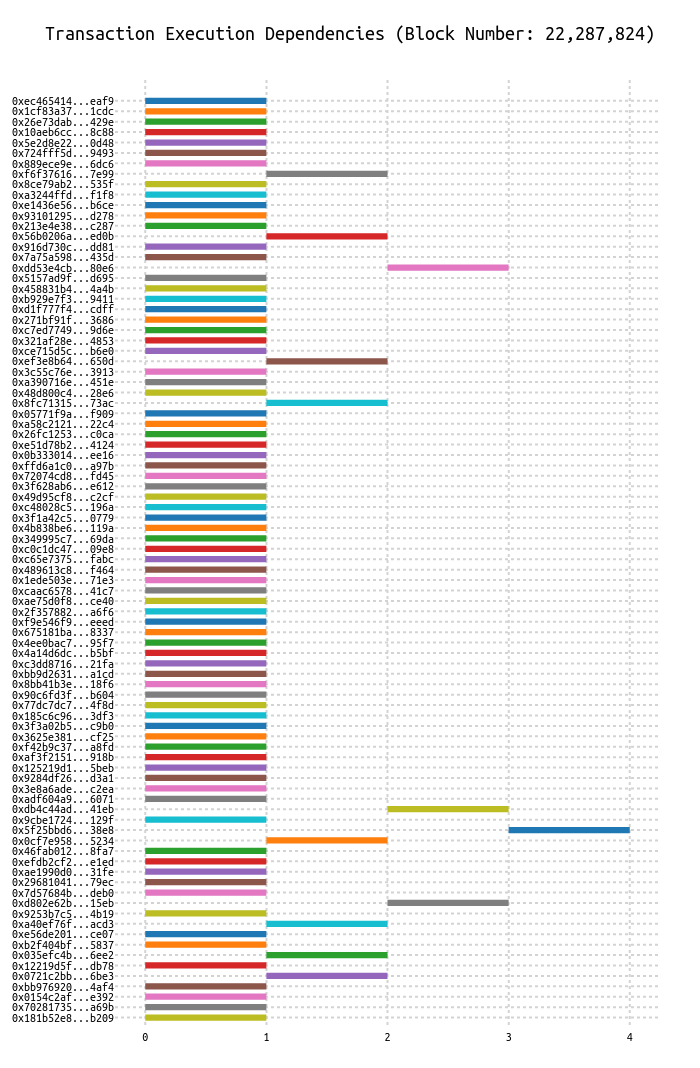 Transaction Execution Dependencies (Block Number: 22,287,824)
0xec465414...eaf9
0x1cf83a37...1cdc
0x26e73dab...429e
0x10aeb6cc...8c88
0x5e2d8e22...0d48
0x724fff5d...9493
0x889ece9e...6dc6
0xf6f37616...7e99
0x8ce79ab2...535f
0xa3244ffd...f1f8
0xe1436e56...b6ce
0x93101295...d278
0x213e4e38...c287
0x56b0206a...ed0b
0x916d730c...dd81
0x7a75a598...435d
0xdd53e4cb...80e6
0x5157ad9f...d695
0x458831b4...4a4b
0xb929e7f3...9411
0xd1f777f4...cdff
0x271bf91f...3686
0xc7ed7749...9d6e
0x321af28e...4853
0xce715d5c...b6e0
0xef3e8b64...650d
0x3c55c76e...3913
0xa390716e...451e
0x48d800c4...28e6
0x8fc71315...73ac
0x05771f9a...f909
0xa58c2121...22c4
0x26fc1253...c0ca
0xe51d78b2...4124
0x0b333014...ee16
0xffd6a1c0...a97b
0x72074cd8...fd45
0x3f628ab6...e612
0x49d95cf8...c2cf
0xc48028c5...196a
0x3f1a42c5...0779
0x4b838be6...119a
0x349995c7...69da
0xc0c1dc47...09e8
0xc65e7375...fabc
0x489613c8...f464
0x1ede503e...71e3
0xcaac6578...41c7
0xae75d0f8...ce40
0x2f357882...a6f6
0xf9e546f9...eeed
0x675181ba...8337
0x4ee0bac7...95f7
0x4a14d6dc...b5bf
0xc3dd8716...21fa
0xbb9d2631...a1cd
0x8bb41b3e...18f6
0x90c6fd3f...b604
0x77dc7dc7...4f8d
0x185c6c96...3df3
0x3f3a02b5...c9b0
0x3625e381...cf25
0xf42b9c37...a8fd
0xaf3f2151...918b
0x125219d1...5beb
0x9284df26...d3a1
0x3e8a6ade...c2ea
0xadf604a9...6071
0xdb4c44ad...41eb
0x9cbe1724...129f
0x5f25bbd6...38e8
0x0cf7e958...5234
0x46fab012...8fa7
0xefdb2cf2...e1ed
0xae1990d0...31fe
0x29681041...79ec
0x7d57684b...deb0
0xd802e62b...15eb
0x9253b7c5...4b19
0xa40ef76f...acd3
0xe56de201...ce07
0xb2f404bf...5837
0x035efc4b...6ee2
0x12219d5f...db78
0x0721c2bb...6be3
0xbb976920...4af4
0x0154c2af...e392
0x70281735...a69b
0x181b52e8...b209
0 1 2 3 4